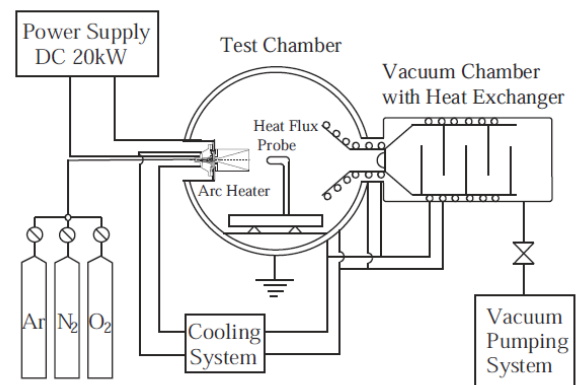 Power Supply
DC 20kW
Test Chamber
Vacuum Chamber
with Heat Exchanger
Heat Flux
Probe
Arc Heater
Ar
N2
O2
Cooling
System
Vacuum
Pumping
System